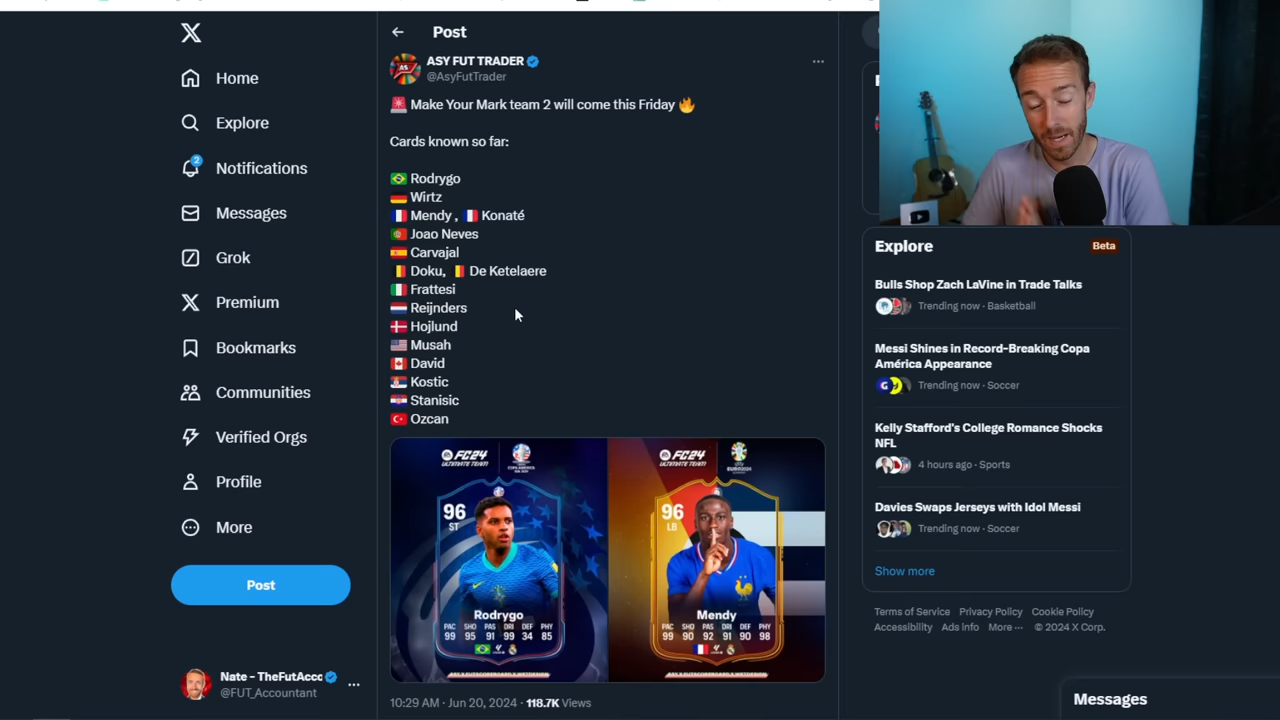 Home
Explore
2
Notifications
Messages
Grok
Premium
Bookmarks
Communities
Verified Orgs
Profile
More
Post
Nate - TheFutAcc
@FUT_Accountant
Post
ASY FUT TRADER
@AsyFutTrader
Make Your Mark team 2 will come this Friday
Cards known so far:
Rodrygo
Wirtz
Mendy , Konaté
Joao Neves
Carvajal
Doku, De Ketelaere
Frattesi
Reijnders
Hojlund
Musah
David
Kostic
Stanisic
Ozcan
FC24
ULTIMATE TEAM
96
ST
Rodrygo
PAC SHO PAS DRI DEF PHY
99 95 91 99 34 85
FC24
ULTIMATE TEAM
96
LB
Mendy
PAC SHO PAS DRI DEF PHY
99 90 92 91 90 98
10:29 AM · Jun 20, 2024 · 118.7K Views
Explore
Beta
Bulls Shop Zach LaVine in Trade Talks
Trending now · Basketball
Messi Shines in Record-Breaking Copa
América Appearance
Trending now · Soccer
Kelly Stafford's College Romance Shocks
NFL
4 hours ago · Sports
Davies Swaps Jerseys with Idol Messi
Trending now · Soccer
Show more
Terms of Service Privacy Policy Cookie Policy
Accessibility Ads info More ··· © 2024 X Corp.
Messages